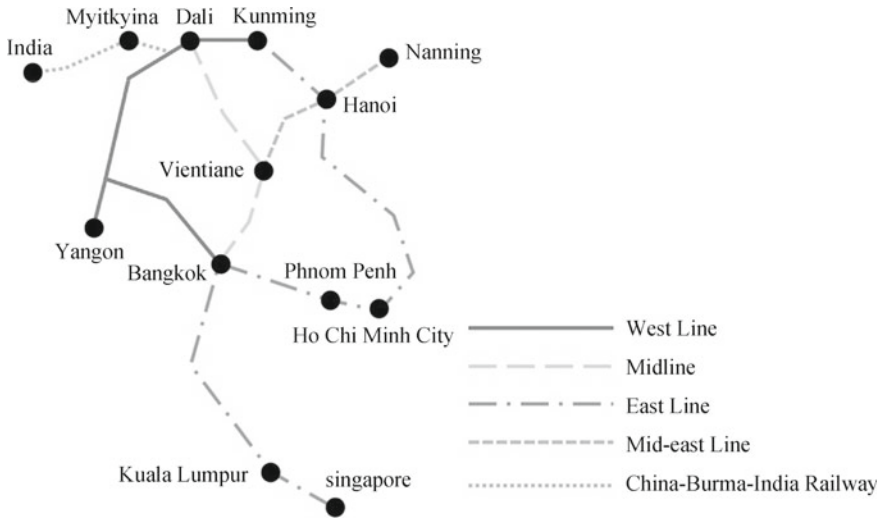 Myitkyina
Dali
Kunming
India
Nanning
Hanoi
Vientiane
Yangon
Bangkok
Phnom Penh
Ho Chi Minh City
Kuala Lumpur
singapore
West Line
Midline
East Line
Mid-east Line
China-Burma-India Railway